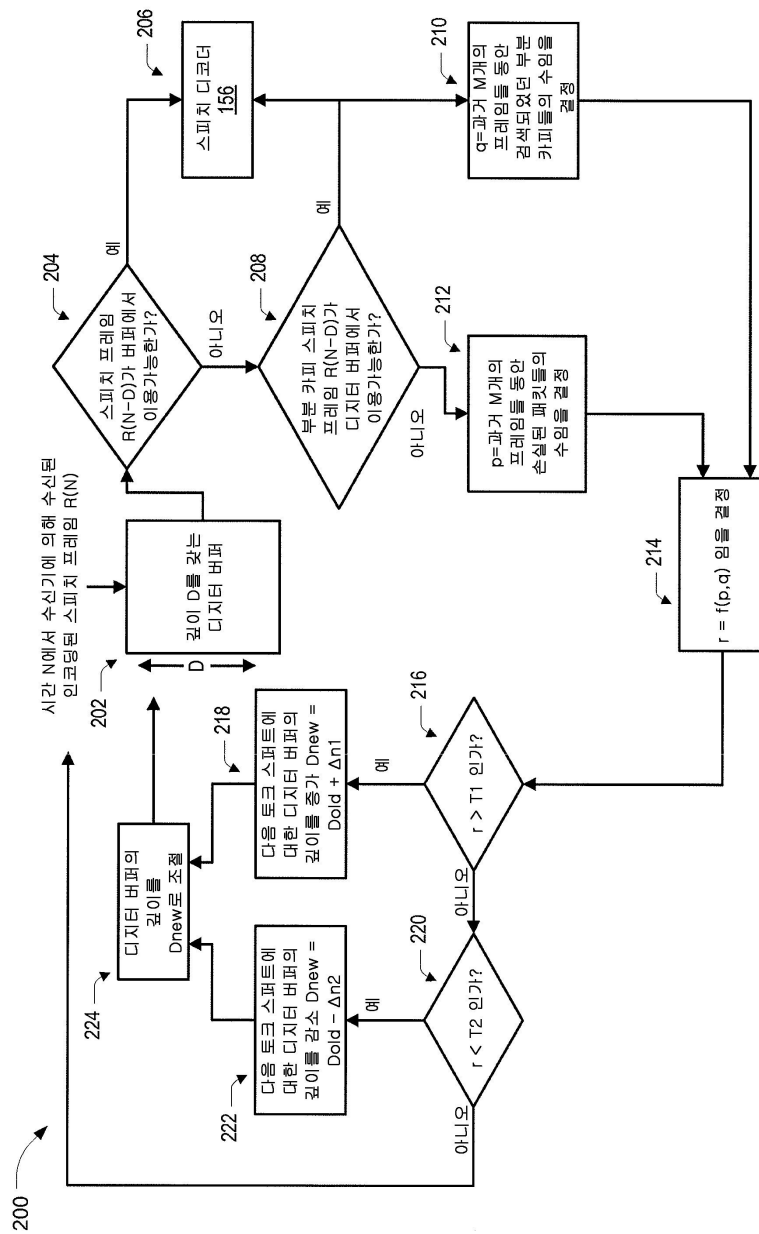 200
시간 N에서 수신기에 의해 수신된
인코딩된 스피치 프레임 R(N)
202
D
깊이 D를 갖는
디지터 버퍼
204
스피치 프레임
R(N-D)가 버퍼에서
이용가능한가?
예
아니오
206
스피치 디코더
156
208
부분 카피 스피치
프레임 R(N-D)가
디지터 버퍼에서
이용가능한가?
예
아니오
210
q=과거 M개의
프레임들 동안
검색되었던 부분
카피들의 수임을
결정
212
p=과거 M개의
프레임들 동안
손실된 패킷들의
수임을 결정
214
r = f(p,q) 임을 결정
216
r > T1 인가?
예
아니오
218
다음 토크 스퍼트에
대한 디지터 버퍼의
깊이를 증가 Dnew =
Dold + Δn1
220
r < T2 인가?
예
아니오
222
다음 토크 스퍼트에
대한 디지터 버퍼의
깊이를 감소 Dnew =
Dold – Δn2
224
디지터 버퍼의
깊이를
Dnew로 조절